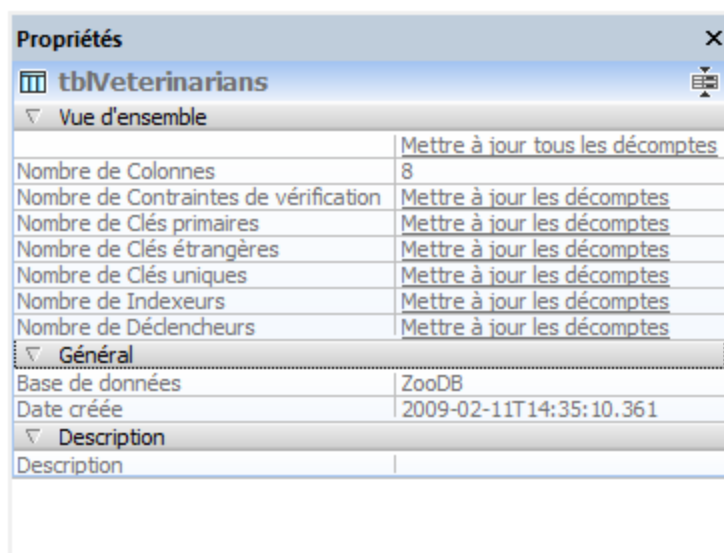 Propriétés
tblVeterinarians
Vue d'ensemble
Mettre à jour tous les décomptes
Nombre de Colonnes 8
Nombre de Contraintes de vérification Mettre à jour les décomptes
Nombre de Clés primaires Mettre à jour les décomptes
Nombre de Clés étrangères Mettre à jour les décomptes
Nombre de Clés uniques Mettre à jour les décomptes
Nombre de Indexeurs Mettre à jour les décomptes
Nombre de Déclencheurs Mettre à jour les décomptes
Général
Base de données ZooDB
Date créée 2009-02-11T14:35:10.361
Description
Description